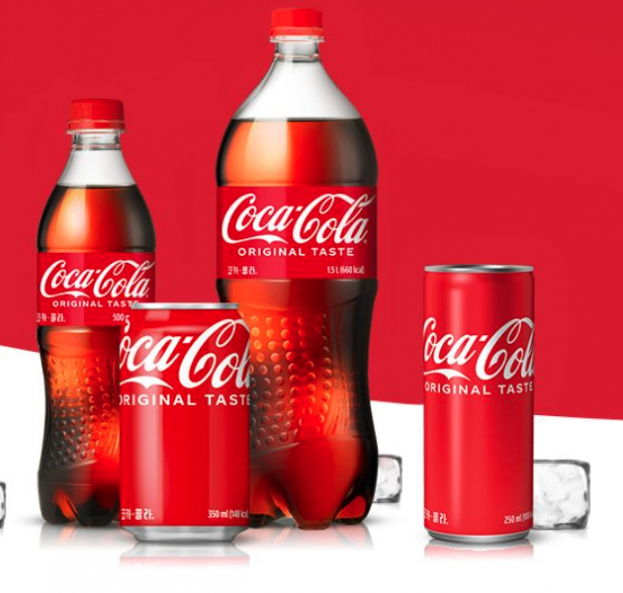 Coca-Cola
ORIGINAL TASTE
코카·콜라. 1.5 L (660 kcal)
Coca-Cola
ORIGINAL TASTE
코카·콜라. 500
Coca-Col
ORIGINAL TASTE
코카·콜라. 350 ml
Coca-Col
ORIGINAL TASTE
코카·콜라. 250 ml